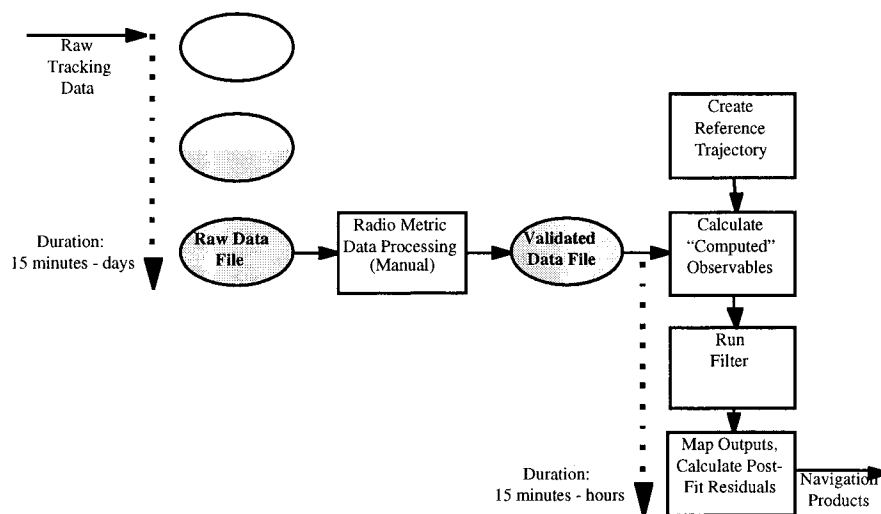 Raw
Tracking
Data
Create
Reference
Trajectory
Duration:
15 minutes - days
Raw Data
File
Radio Metric
Data Processing
(Manual)
Validated
Data File
Calculate
“Computed”
Observables
Run
Filter
Duration:
15 minutes - hours
Map Outputs,
Calculate Post-
Fit Residuals
Navigation
Products